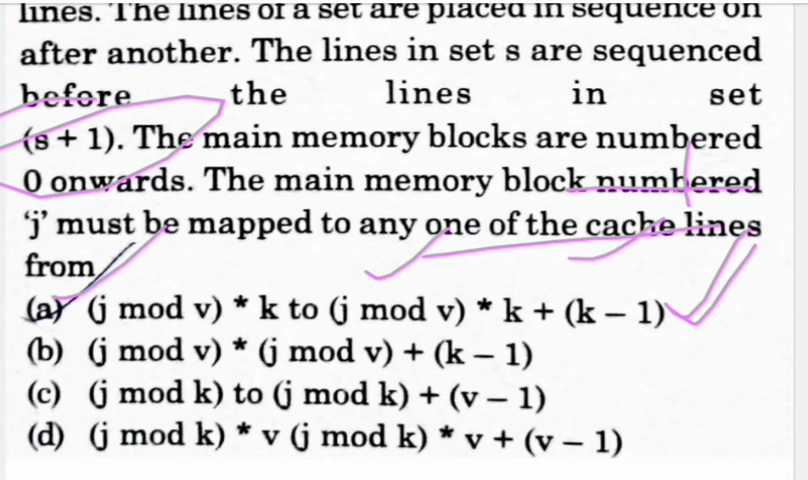 lines. The lines of a set are placed in sequence on
after another. The lines in set s are sequenced
before the lines in set
(s + 1). The main memory blocks are numbered
0 onwards. The main memory block numbered
‘j’ must be mapped to any one of the cache lines
from
(a) (j mod v) * k to (j mod v) * k + (k – 1)
(b) (j mod v) * (j mod v) + (k – 1)
(c) (j mod k) to (j mod k) + (v – 1)
(d) (j mod k) * v (j mod k) * v + (v – 1)